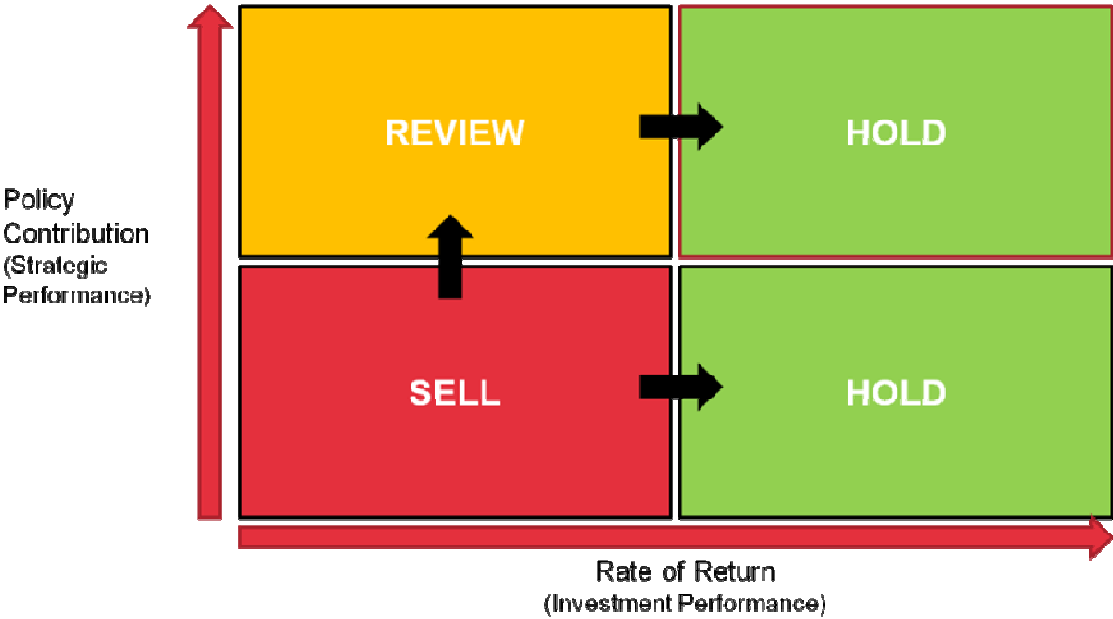 REVIEW
HOLD
Policy
Contribution
(Strategic
Performance)
SELL
HOLD
Rate of Return
(Investment Performance)